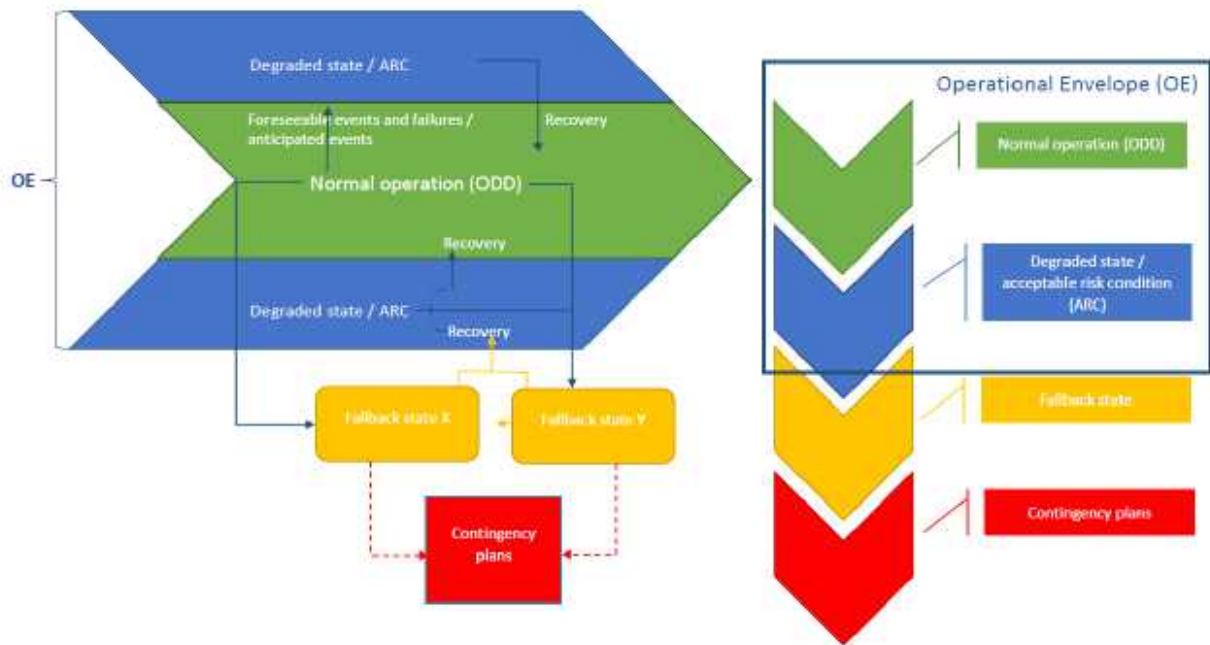 Degraded state / ARC
Foreseeable events and failures /
anticipated events
Recovery
OE
Normal operation (ODD)
Recovery
Degraded state / ARC
Recovery
Fallback state X
Fallback state Y
Contingency
plans
Operational Envelope (OE)
Normal operation (ODD)
Degraded state /
acceptable risk condition
(ARC)
Fallback state
Contingency plans